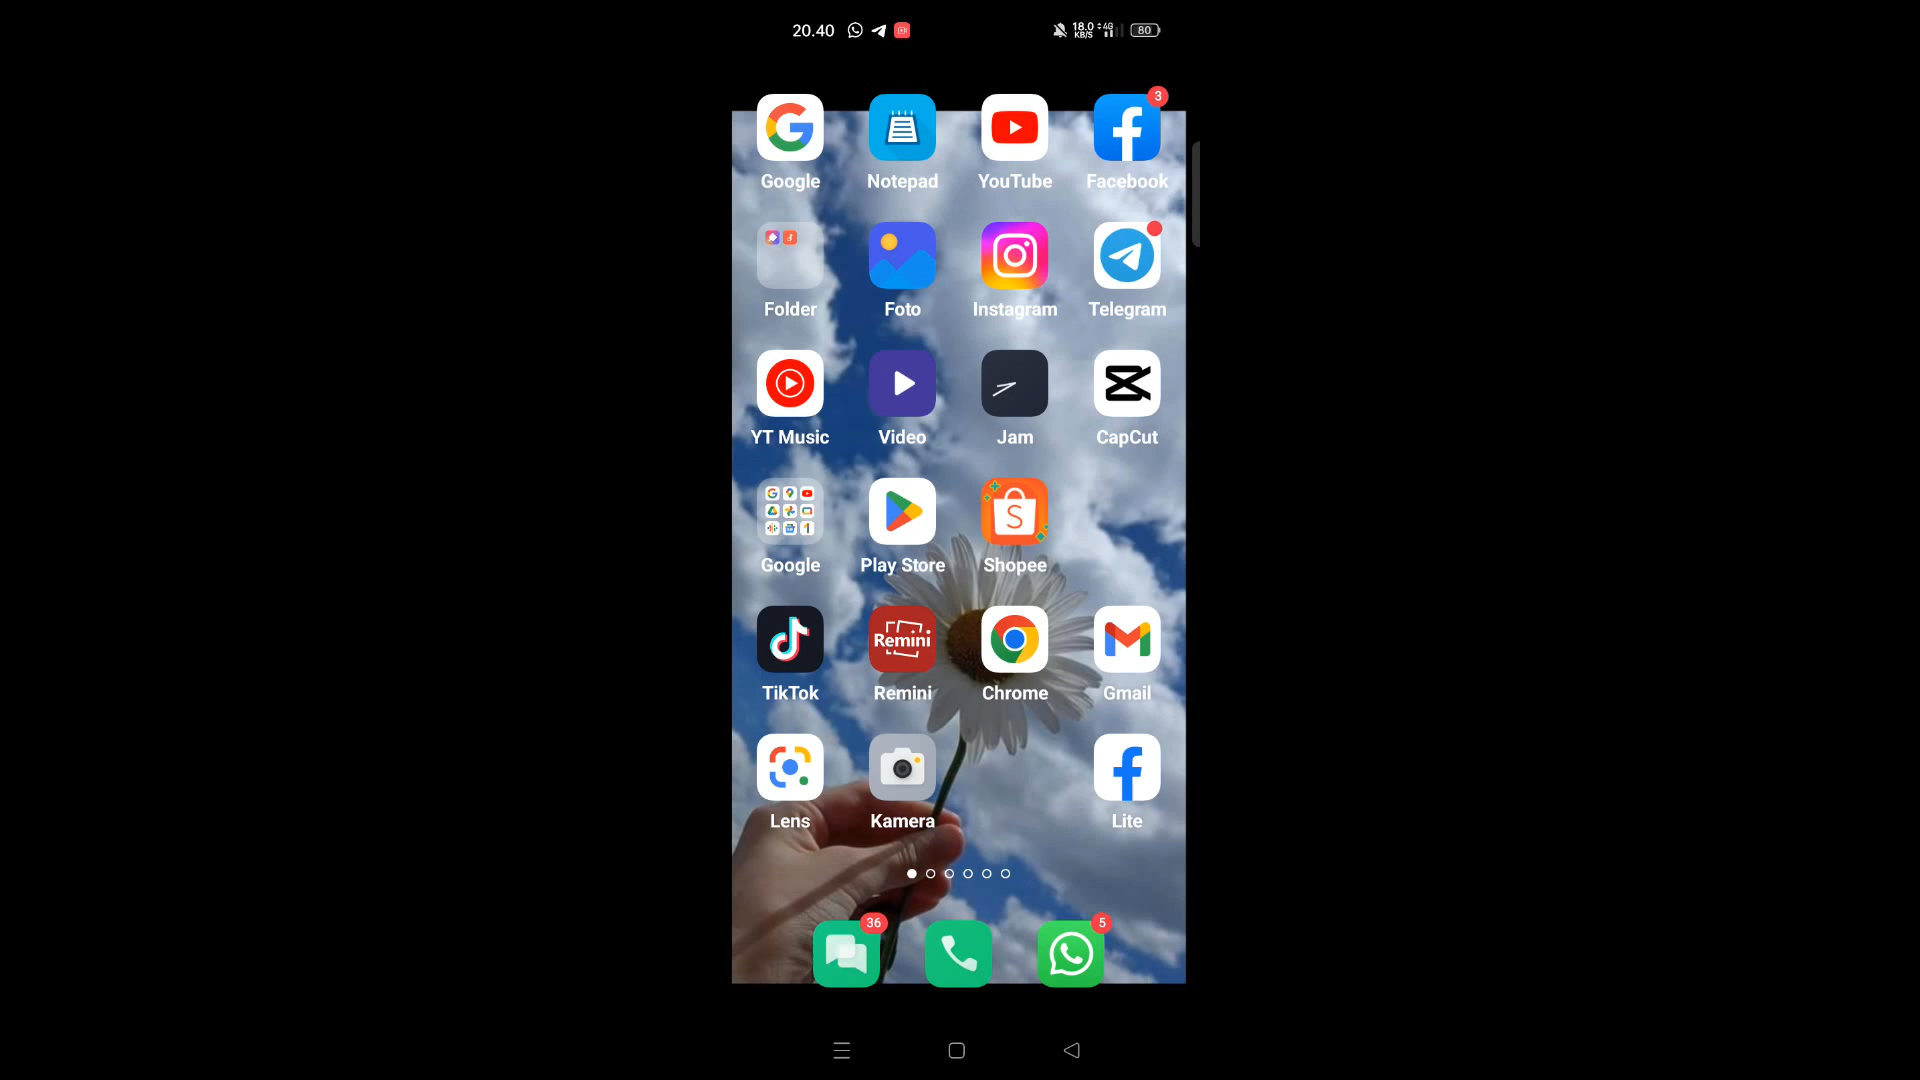 20.40 18.0 KB/S 4G 80
3
Google Notepad YouTube Facebook
Folder Foto Instagram Telegram
YT Music Video Jam CapCut
Google Play Store Shopee
S
Remini
TikTok Remini Chrome Gmail
Lens Kamera Lite
36 5